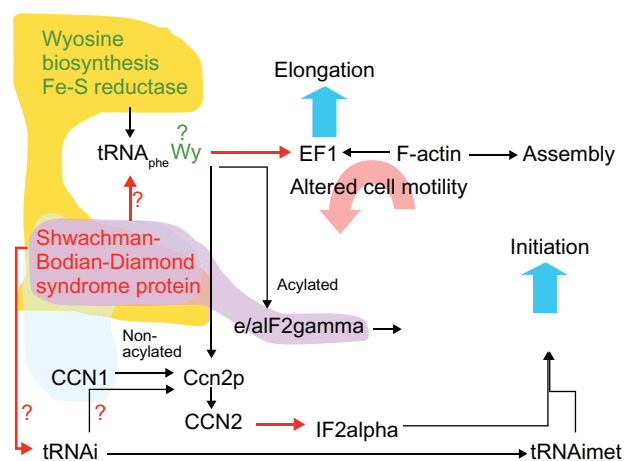 Wyosine
biosynthesis
Fe-S reductase
Elongation
?
tRNAphe Wy
EF1
F-actin
Assembly
?
Altered cell motility
Shwachman-
Bodian-Diamond
syndrome protein
Initiation
Acylated
e/aIF2gamma
Non-
acylated
CCN1
Ccn2p
? ?
CCN2
IF2alpha
tRNAi
tRNAimet